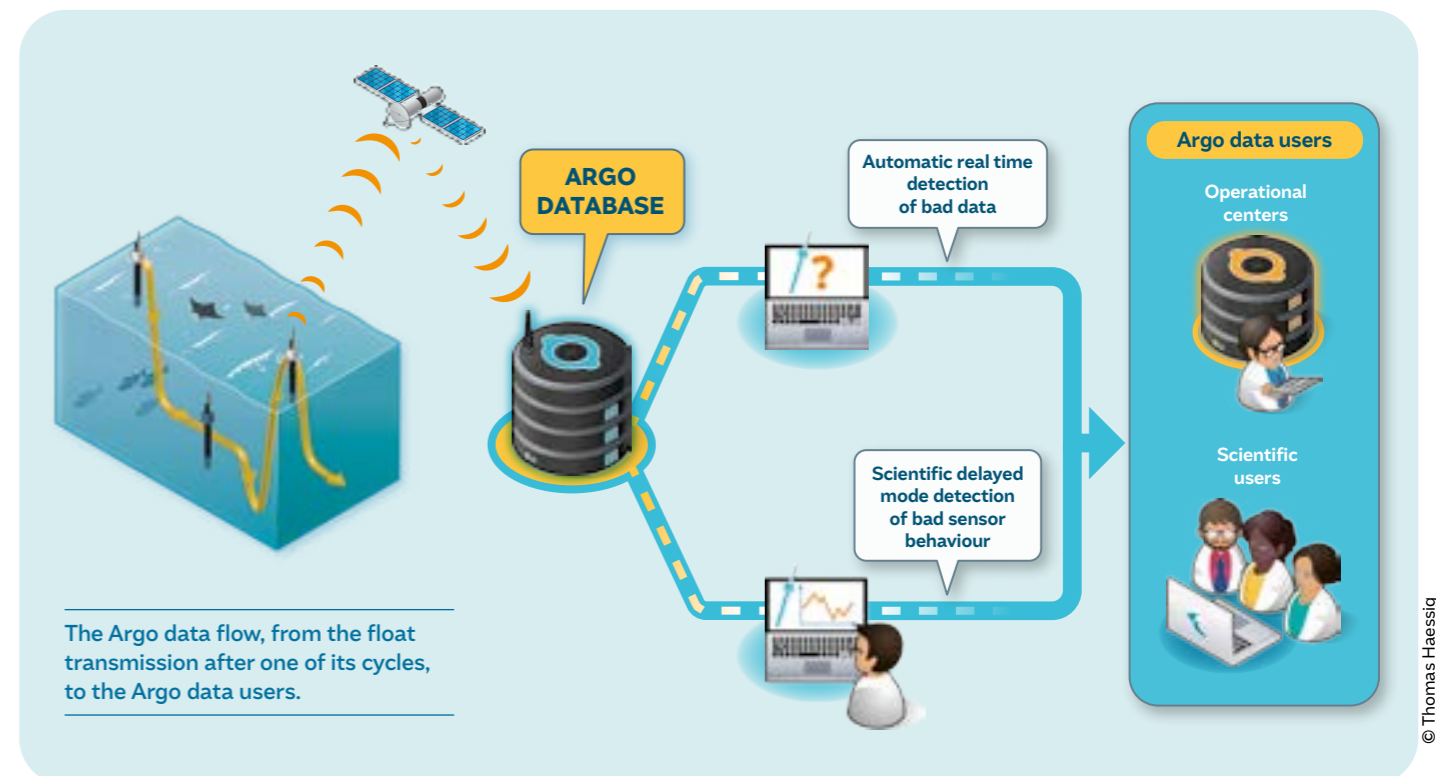 ARGO
DATABASE
Automatic real time
detection
of bad data
Scientific delayed
mode detection
of bad sensor
behaviour
Argo data users
Operational
centers
Scientific
users
?
The Argo data flow, from the float
transmission after one of its cycles,
to the Argo data users.
© Thomas Haessig